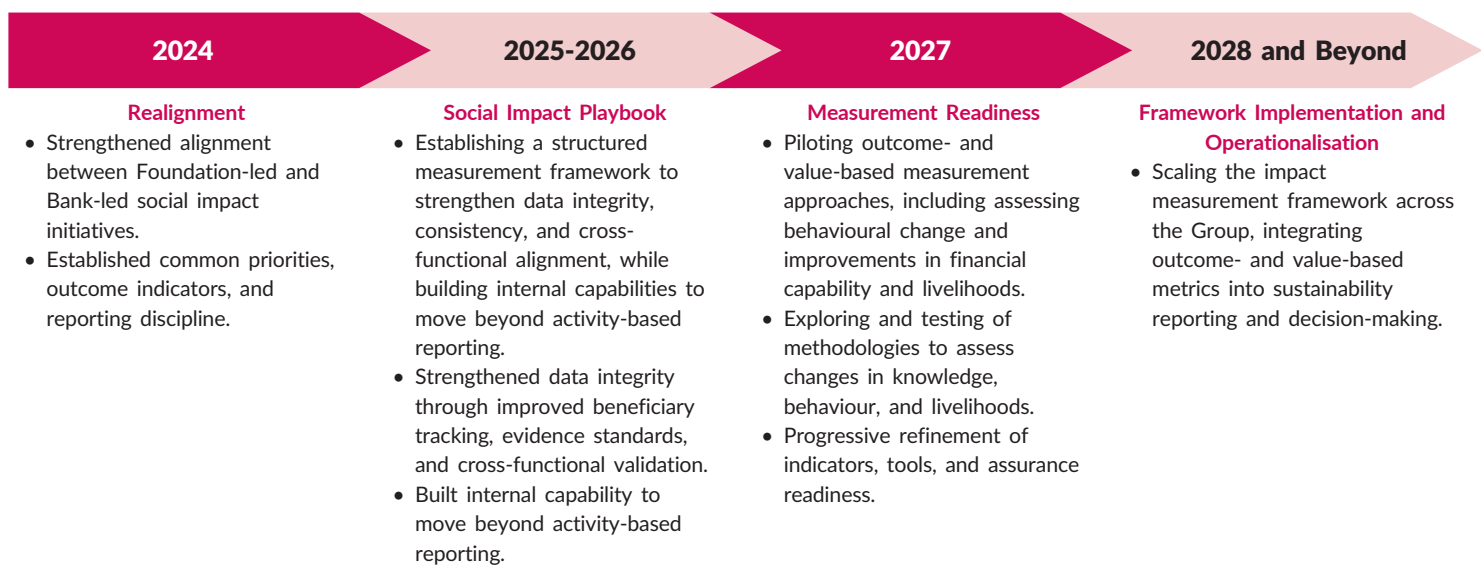 2024
2025-2026
2027
2028 and Beyond
Realignment
• Strengthened alignment
between Foundation-led and
Bank-led social impact
initiatives.
• Established common priorities,
outcome indicators, and
reporting discipline.
Social Impact Playbook
• Establishing a structured
measurement framework to
strengthen data integrity,
consistency, and cross-
functional alignment, while
building internal capabilities to
move beyond activity-based
reporting.
• Strengthened data integrity
through improved beneficiary
tracking, evidence standards,
and cross-functional validation.
• Built internal capability to
move beyond activity-based
reporting.
Measurement Readiness
• Piloting outcome- and
value-based measurement
approaches, including assessing
behavioural change and
improvements in financial
capability and livelihoods.
• Exploring and testing of
methodologies to assess
changes in knowledge,
behaviour, and livelihoods.
• Progressive refinement of
indicators, tools, and assurance
readiness.
Framework Implementation and
Operationalisation
• Scaling the impact
measurement framework across
the Group, integrating
outcome- and value-based
metrics into sustainability
reporting and decision-making.